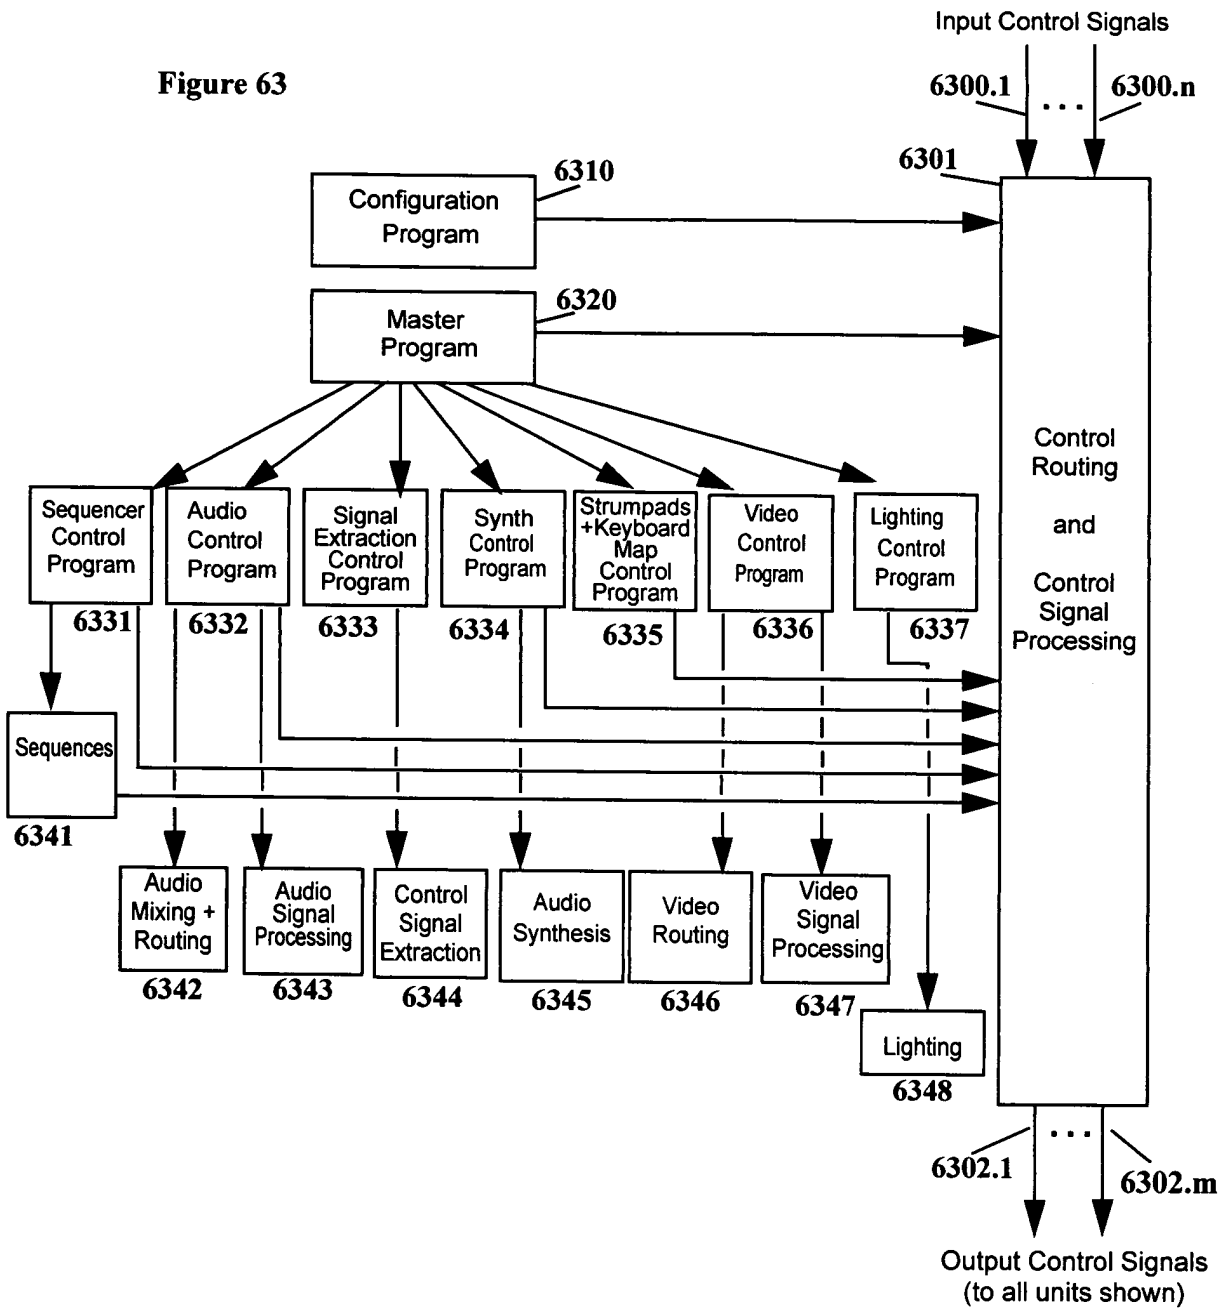 Input Control Signals
Figure 63
6300.1
. . .
6300.n
6301
6310
Configuration
Program
6320
Master
Program
Control
Routing
and
Control
Signal
Processing
Sequencer
Control
Program
Audio
Control
Program
Signal
Extraction
Control
Program
Synth
Control
Program
Strumpads
+Keyboard
Map
Control
Program
Video
Control
Program
Lighting
Control
Program
6331
6332
6333
6334
6335
6336
6337
Sequences
6341
Audio
Mixing +
Routing
Audio
Signal
Processing
Control
Signal
Extraction
Audio
Synthesis
Video
Routing
Video
Signal
Processing
6342
6343
6344
6345
6346
6347
Lighting
6348
6302.1
. . .
6302.m
Output Control Signals
(to all units shown)